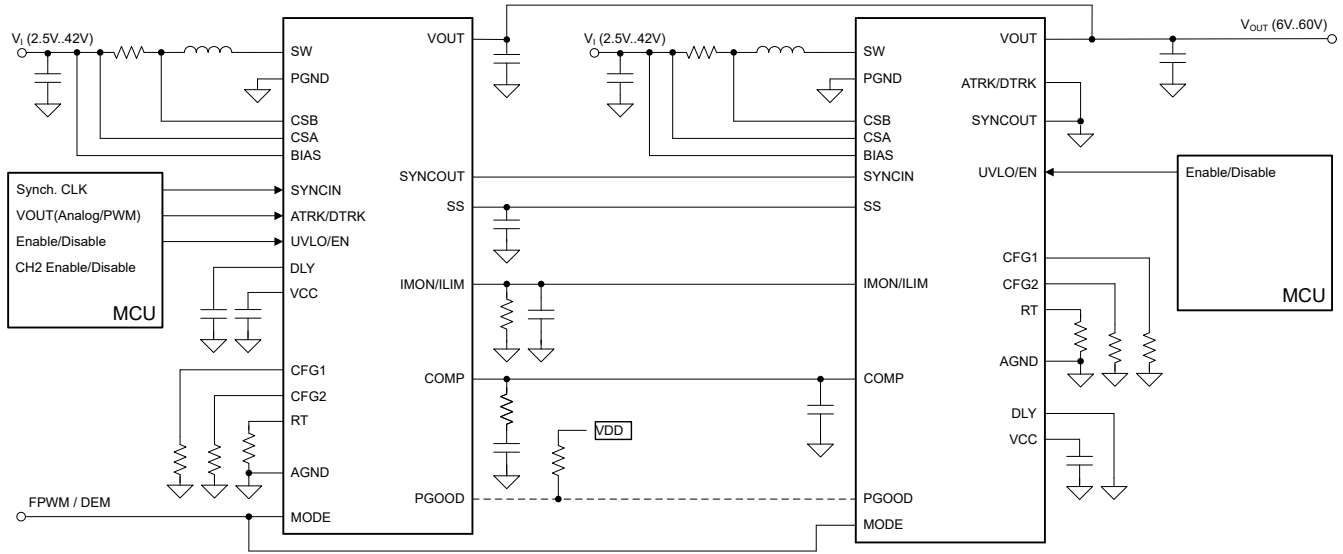 V_I (2.5V..42V)
SW
PGND
CSB
CSA
BIAS
Synch. CLK
VOUT(Analog/PWM)
Enable/Disable
CH2 Enable/Disable
MCU
SYNCIN
ATRK/DTRK
UVLO/EN
DLY
VCC
CFG1
CFG2
RT
AGND
MODE
FPWM / DEM
VOUT
SYNCOUT
SS
IMON/ILIM
COMP
PGOOD
VDD
V_I (2.5V..42V)
SW
PGND
CSB
CSA
BIAS
SYNCIN
SS
IMON/ILIM
COMP
PGOOD
MODE
VOUT
ATRK/DTRK
SYNCOUT
UVLO/EN
CFG1
CFG2
RT
AGND
DLY
VCC
V_OUT (6V..60V)
Enable/Disable
MCU